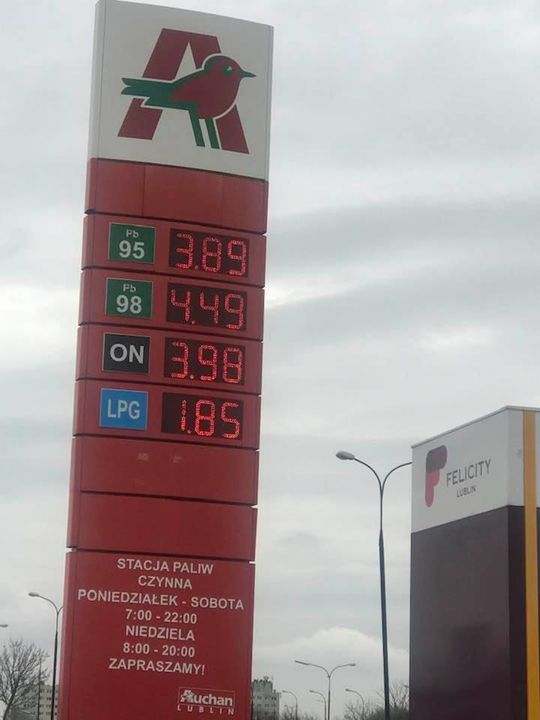 Pb
95 3.89
Pb
98 4.49
ON 3.98
LPG 1.85
FELICITY
LUBLIN
STACJA PALIW
CZYNNA
PONIEDZIAŁEK - SOBOTA
7:00 - 22:00
NIEDZIELA
8:00 - 20:00
ZAPRASZAMY!
Auchan
LUBLIN